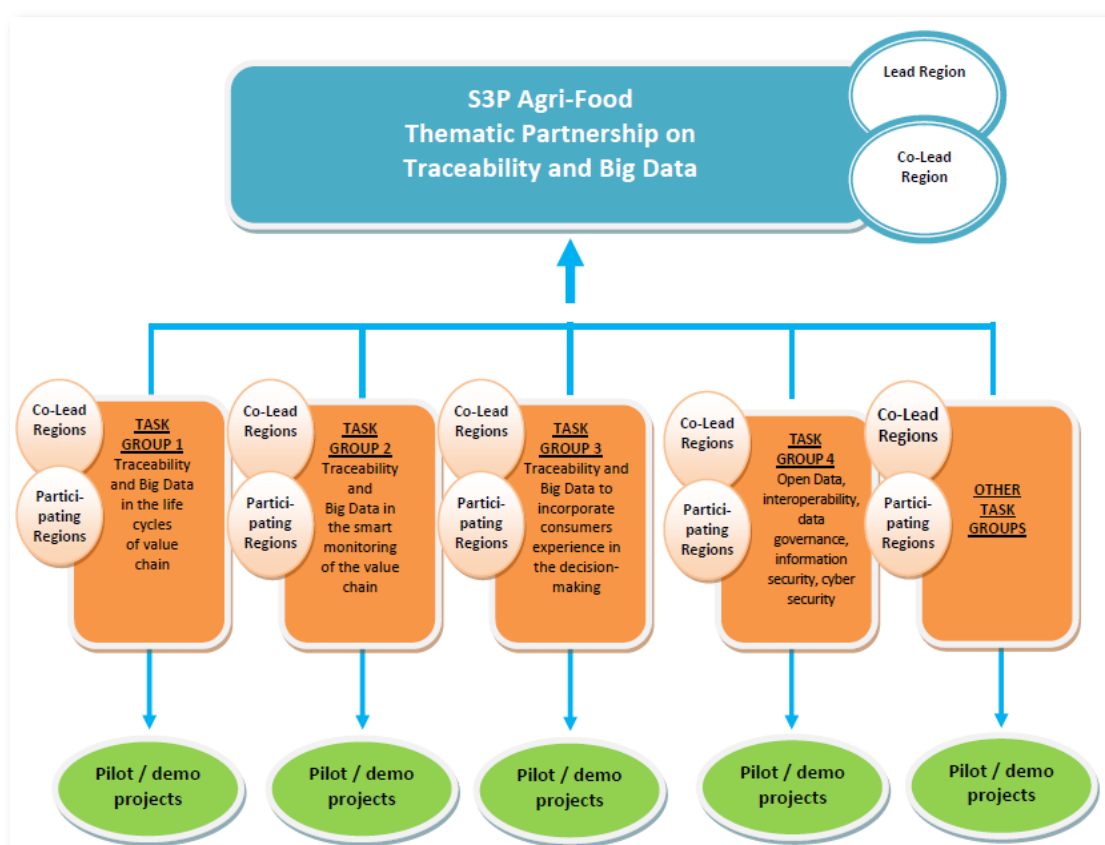 S3P Agri-Food
Thematic Partnership on
Traceability and Big Data
Lead Region
Co-Lead
Region
Co-Lead
Regions
Partici-
pating
Regions
TASK
GROUP 1
Traceability
and Big Data
in the life
cycles
of value
chain
Co-Lead
Regions
Partici-
pating Regions
TASK
GROUP 2
Traceability
and
Big Data in
the smart
monitoring
of the value
chain
Co-Lead
Regions
Partici-
pating Regions
TASK
GROUP 3
Traceability and
Big Data to
incorporate
consumers
experience in
the decision-
making
Co-Lead
Regions
Partici-
pating Regions
TASK
GROUP 4
Open Data,
interoperability,
data
governance,
information
security, cyber
security
Co-Lead
Regions
Partici-
pating Regions
OTHER
TASK
GROUPS
Pilot / demo
projects
Pilot / demo
projects
Pilot / demo
projects
Pilot / demo
projects
Pilot / demo
projects